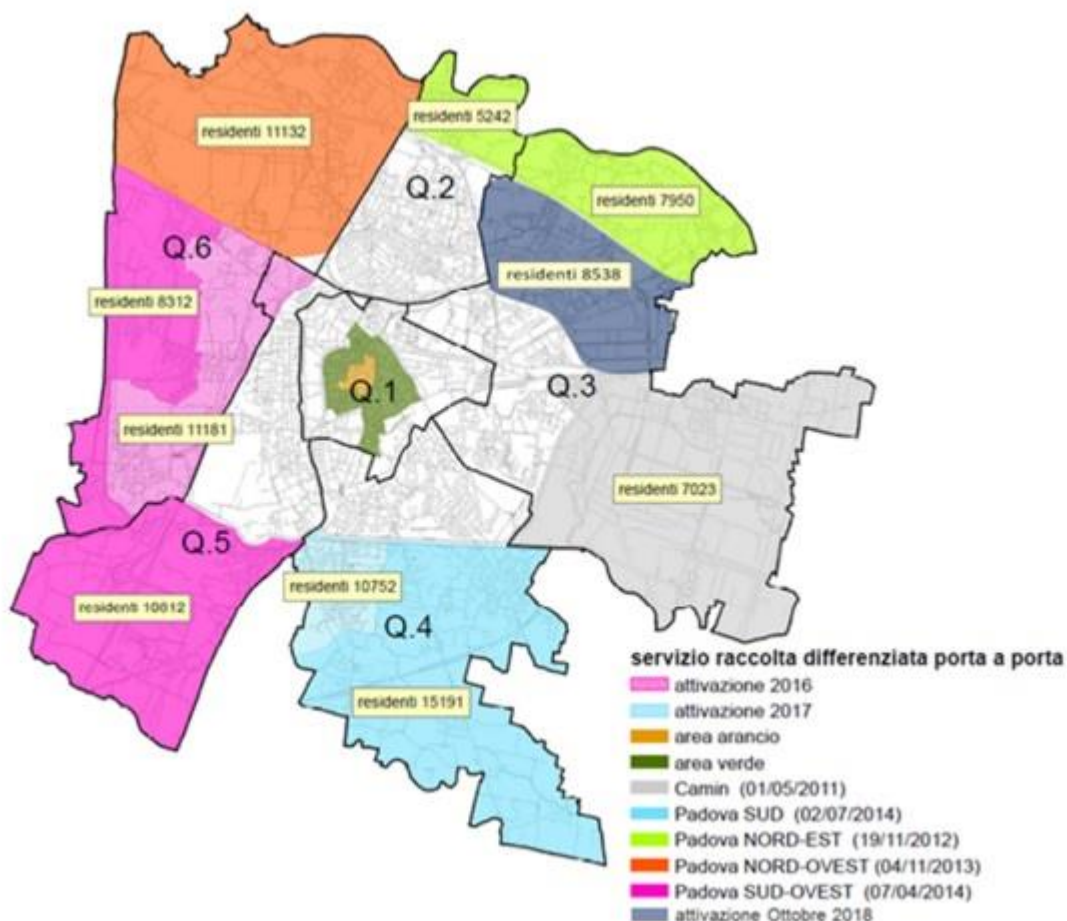 residenti 5242
residenti 11132
Q.2
residenti 7950
Q.6
residenti 8538
residenti 8312
Q.1
Q.3
residenti 11181
residenti 7023
Q.5
residenti 10752
residenti 10612
Q.4
residenti 15191
servizio raccolta differenziata porta a porta
attivazione 2016
attivazione 2017
area arancio
area verde
Camin (01/05/2011)
Padova SUD (02/07/2014)
Padova NORD-EST (19/11/2012)
Padova NORD-OVEST (04/11/2013)
Padova SUD-OVEST (07/04/2014)
attivazione Ottobre 2018